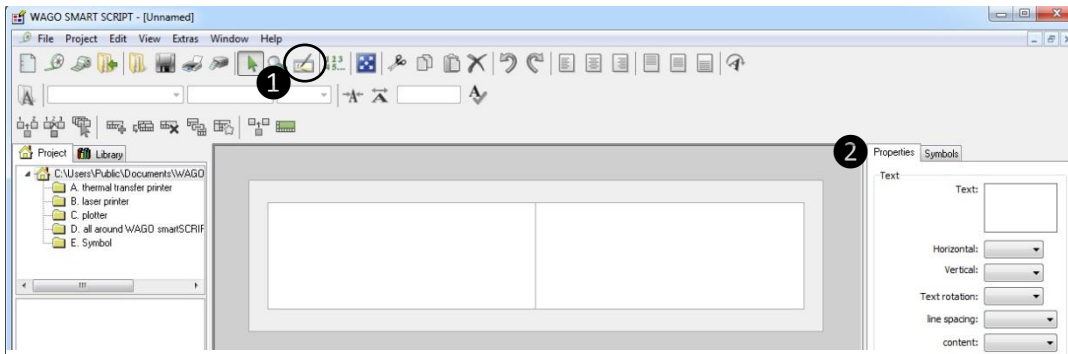 WAGO SMART SCRIPT - [Unnamed]
File Project Edit View Extras Window Help
1
Project Library
2
Properties Symbols
C:\Users\Public\Documents\WAGO
A. thermal transfer printer
B. laser printer
C. plotter
D. all around WAGO smartSCRIF
E. Symbol
Text
Text:
Horizontal:
Vertical:
Text rotation:
line spacing:
content: